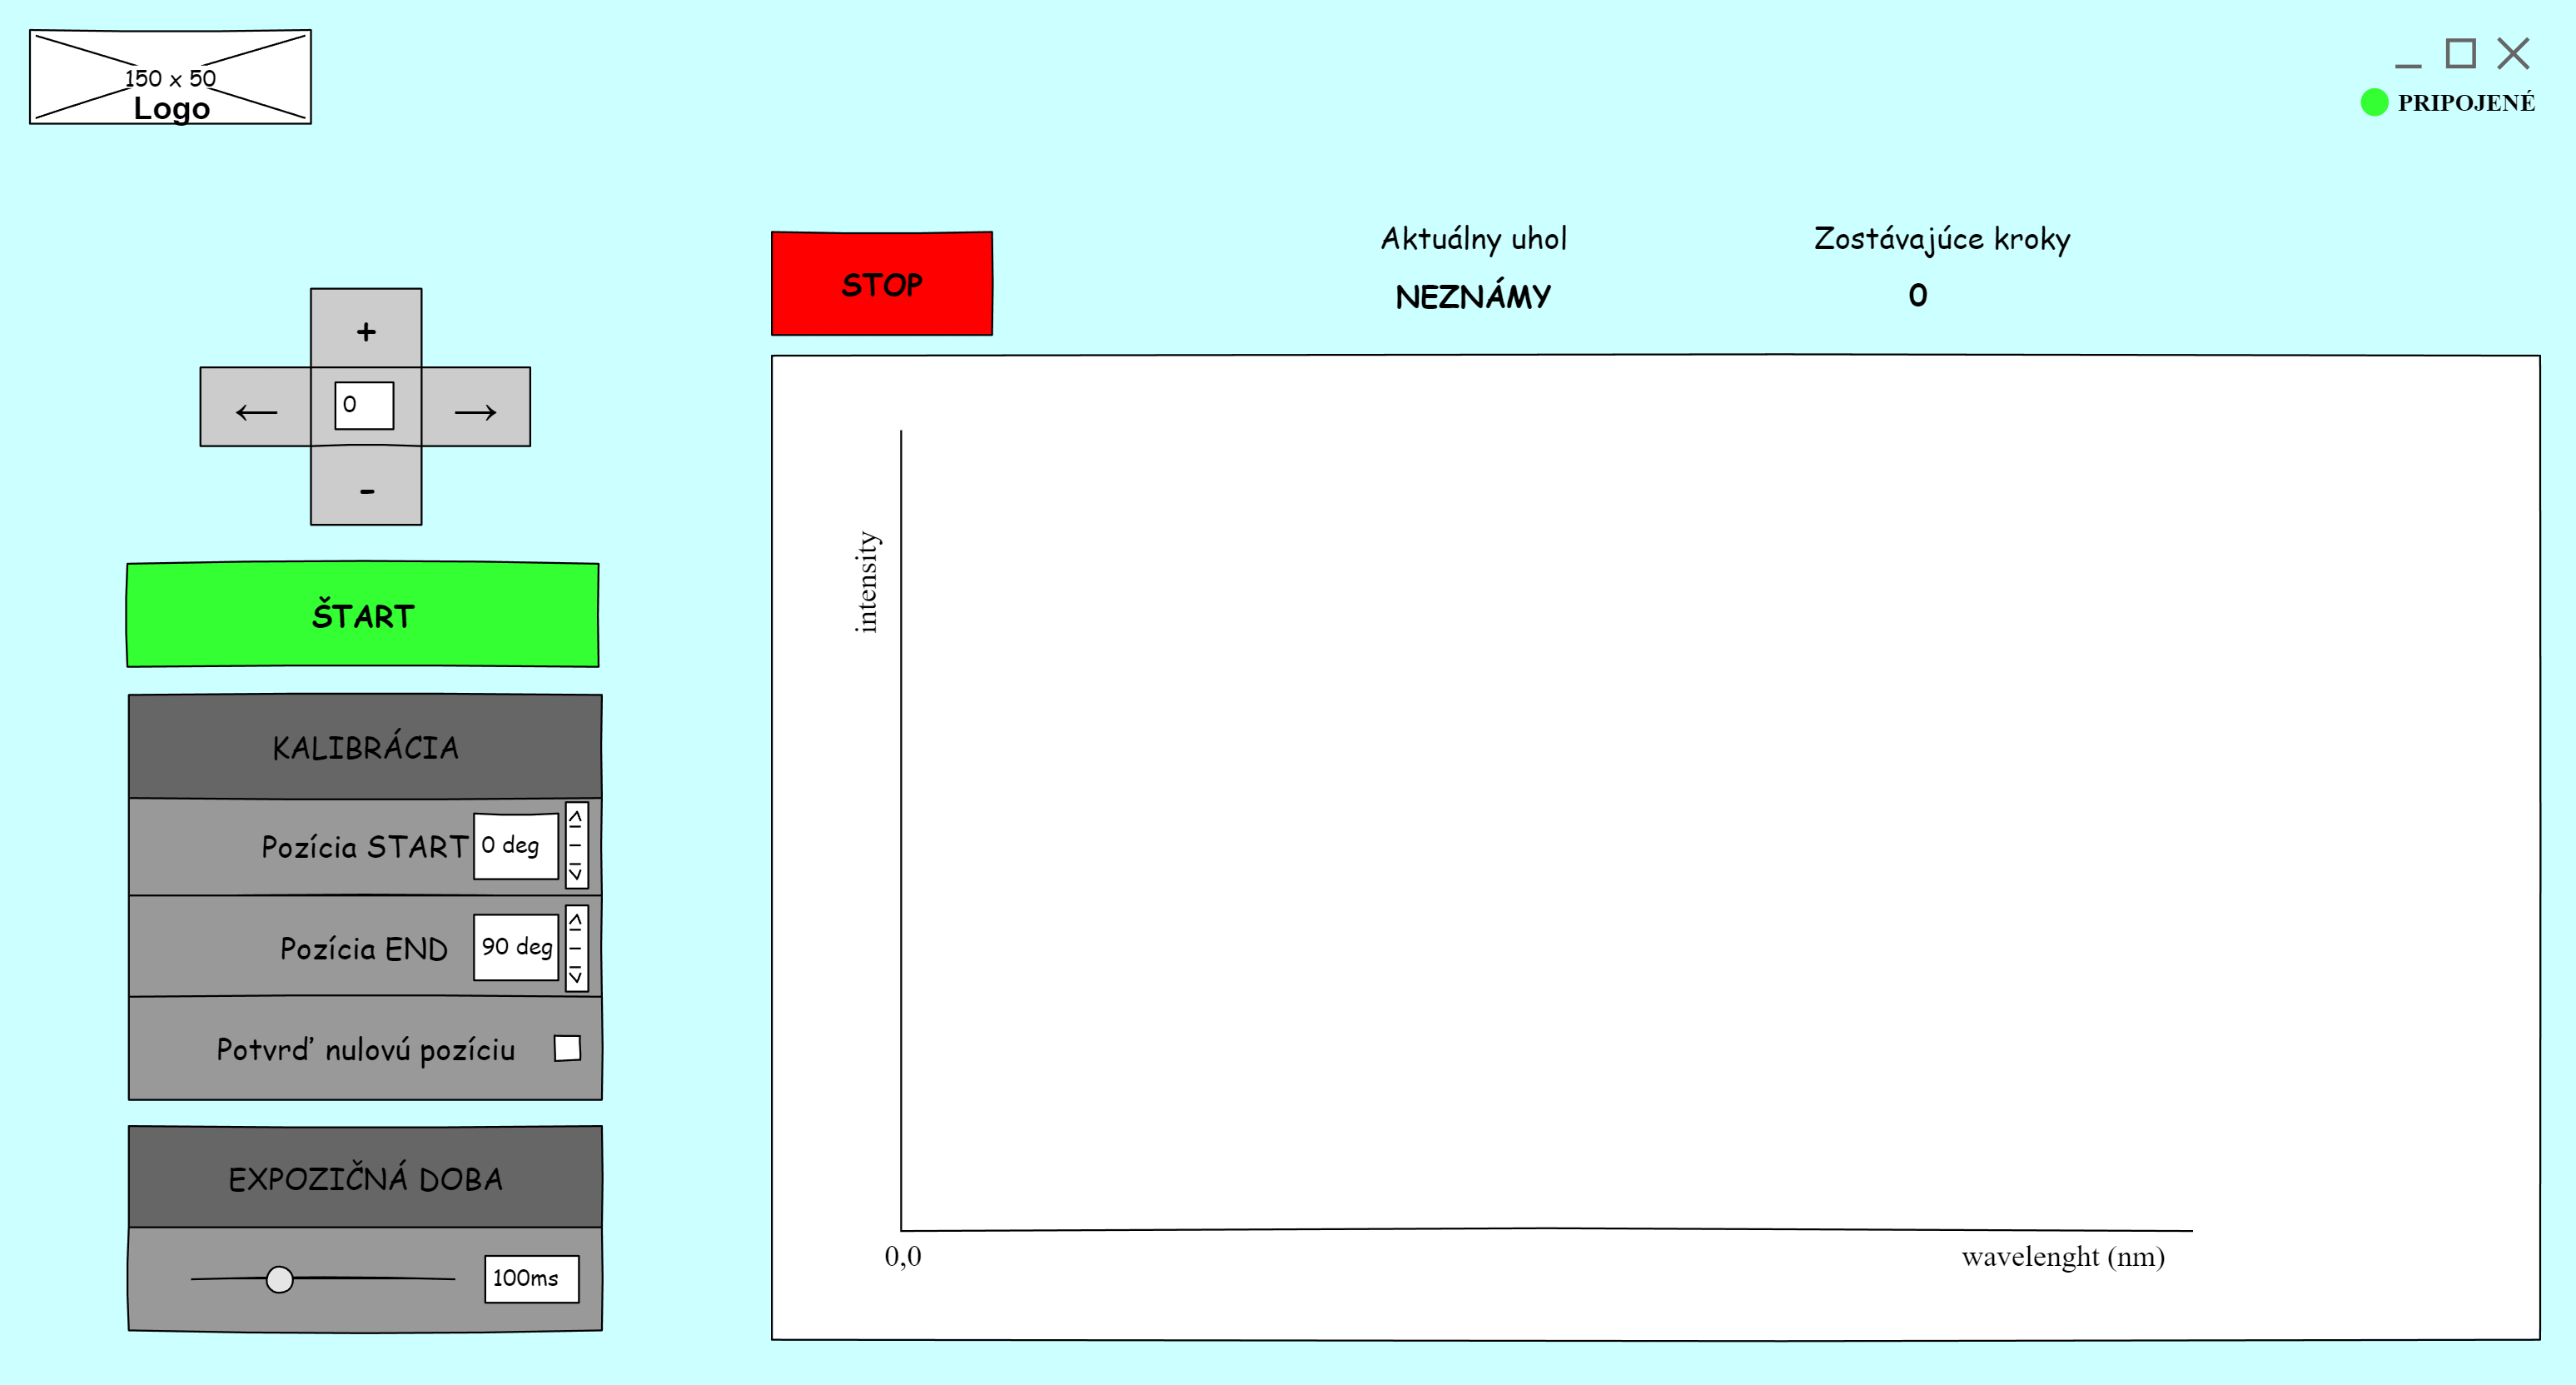 150 x 50
Logo
PRIPOJENÉ
STOP
Aktuálny uhol
NEZNÁMY
Zostávajúce kroky
0
+
←
0
→
-
ŠTART
KALIBRÁCIA
Pozícia START
0 deg
Pozícia END
90 deg
Potvrď nulovú pozíciu
EXPOZIČNÁ DOBA
100ms
intensity
0,0
wavelenght (nm)